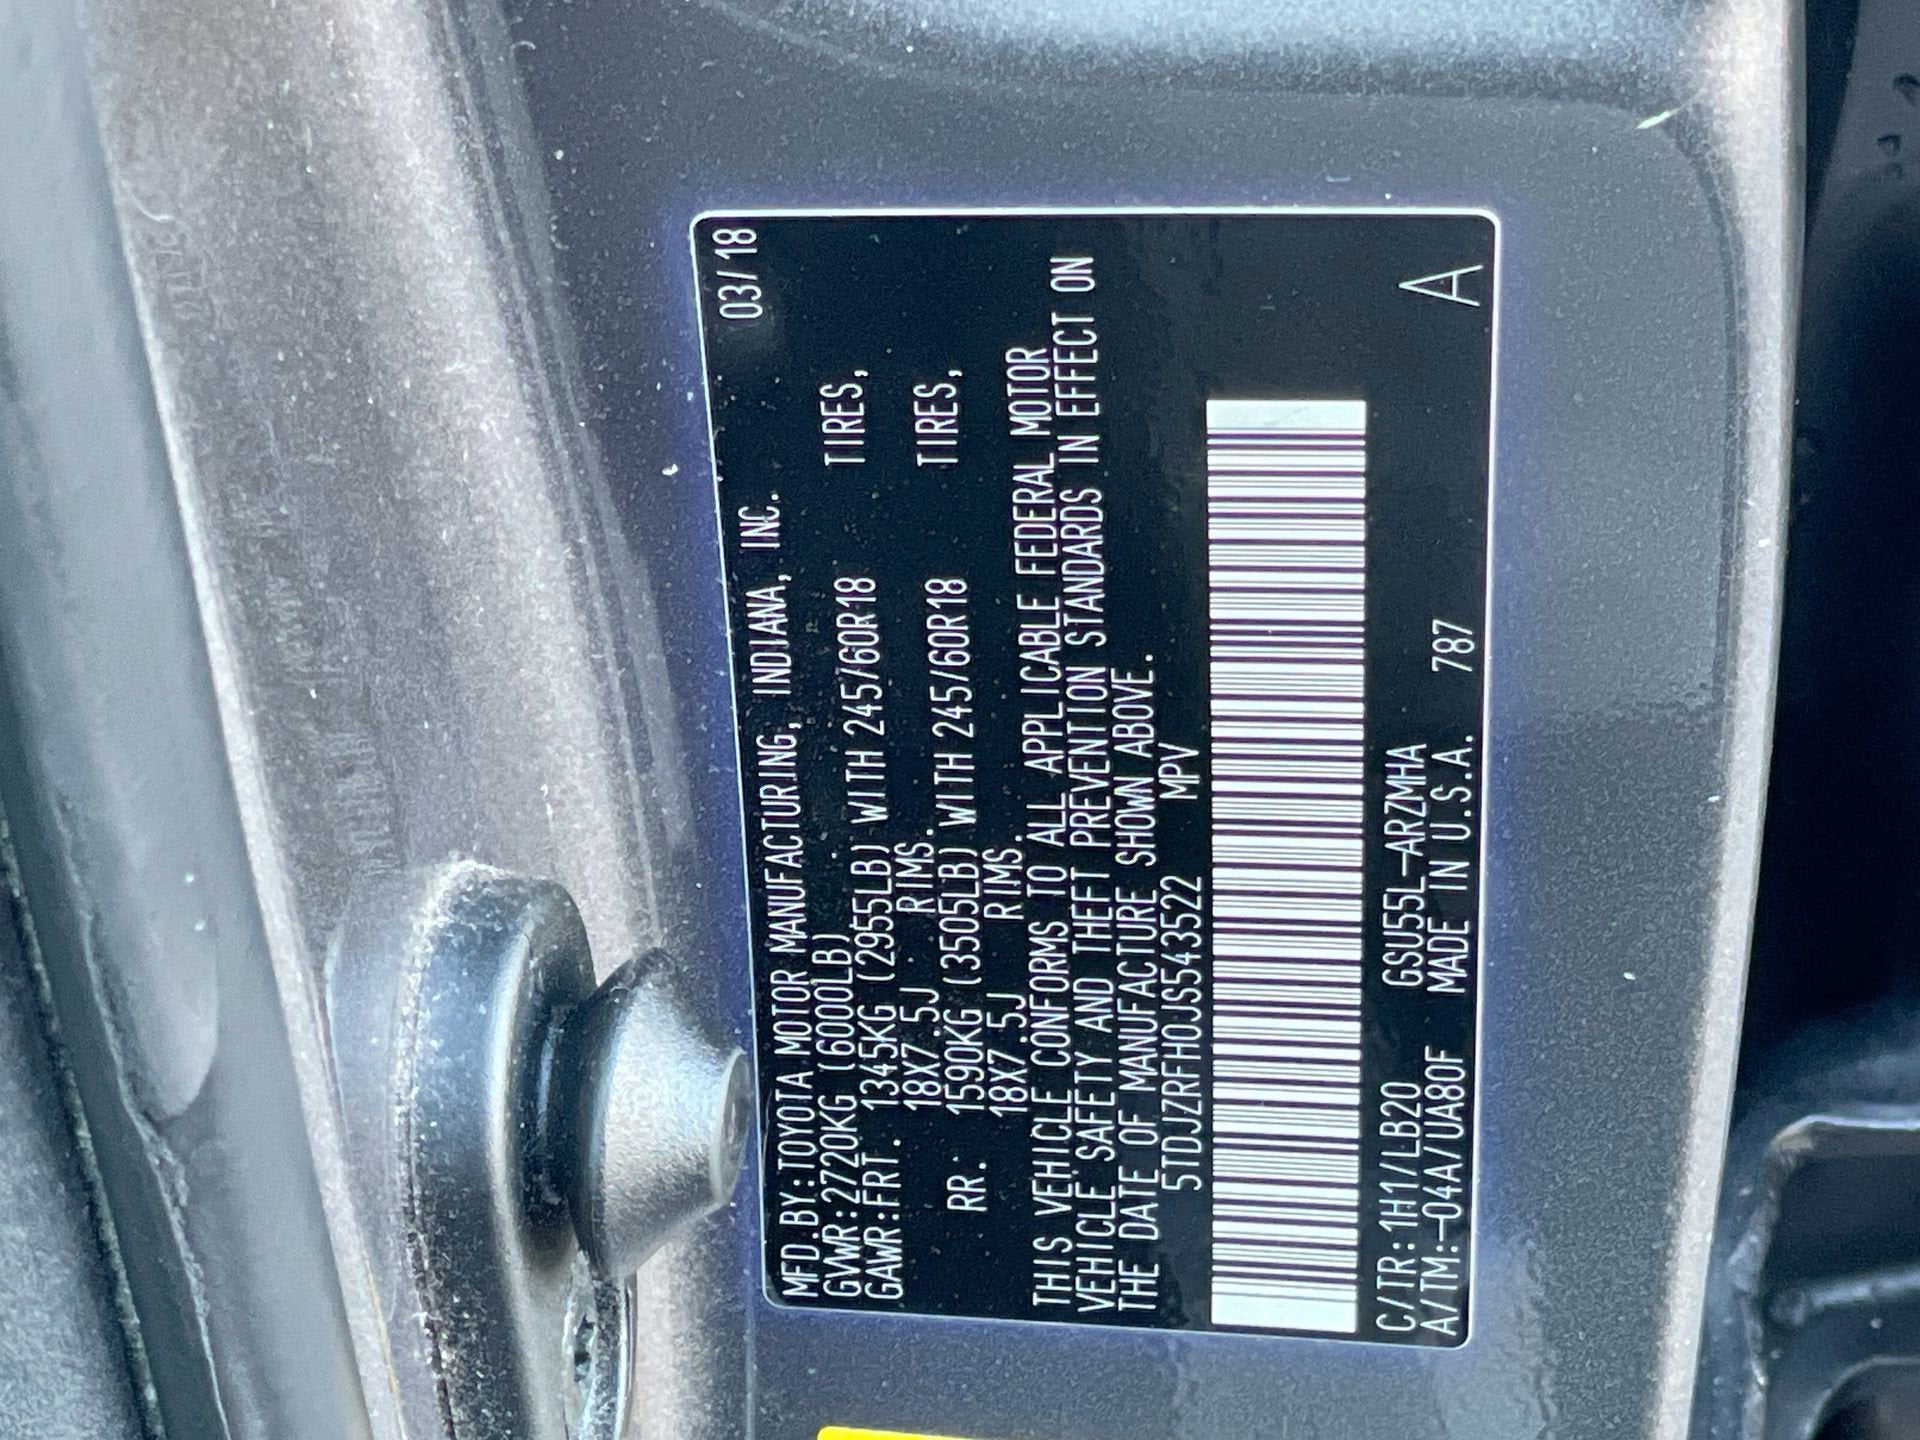 03/18
MFD.BY:TOYOTA MOTOR MANUFACTURING, INDIANA, INC.
GVWR:2720KG (6000LB)
GAWR:FRT. 1345KG (2955LB) WITH 245/60R18 TIRES,
18X7.5J RIMS.
RR. 1590KG (3505LB) WITH 245/60R18 TIRES,
18X7.5J RIMS.
THIS VEHICLE CONFORMS TO ALL APPLICABLE FEDERAL MOTOR
VEHICLE SAFETY AND THEFT PREVENTION STANDARDS IN EFFECT ON
THE DATE OF MANUFACTURE SHOWN ABOVE.
5TDJZRFH0JS543522 MPV
C/TR:1H1/LB20 GSU55L-ARZMHA
A/TM:-04A/UA80F MADE IN U.S.A. 787 A